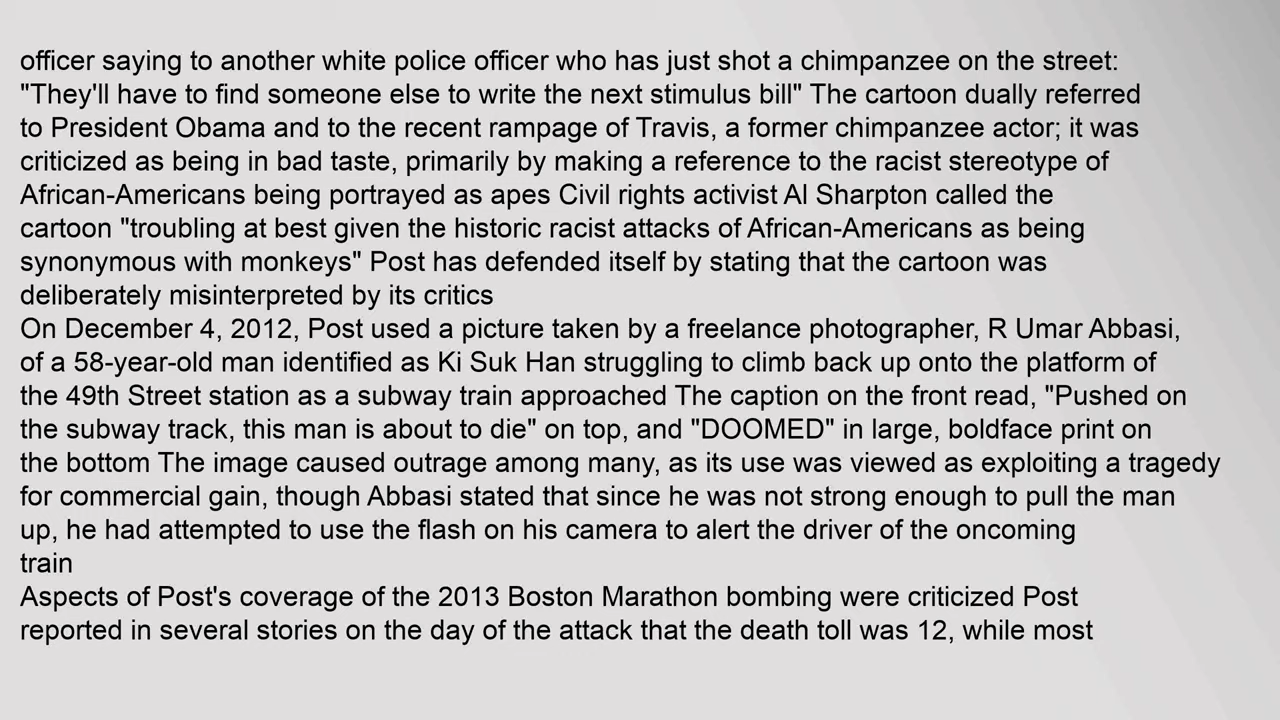 officer saying to another white police officer who has just shot a chimpanzee on the street:
"They'll have to find someone else to write the next stimulus bill" The cartoon dually referred
to President Obama and to the recent rampage of Travis, a former chimpanzee actor; it was
criticized as being in bad taste, primarily by making a reference to the racist stereotype of
African-Americans being portrayed as apes Civil rights activist Al Sharpton called the
cartoon "troubling at best given the historic racist attacks of African-Americans as being
synonymous with monkeys" Post has defended itself by stating that the cartoon was
deliberately misinterpreted by its critics
On December 4, 2012, Post used a picture taken by a freelance photographer, R Umar Abbasi,
of a 58-year-old man identified as Ki Suk Han struggling to climb back up onto the platform of
the 49th Street station as a subway train approached The caption on the front read, "Pushed on
the subway track, this man is about to die" on top, and "DOOMED" in large, boldface print on
the bottom The image caused outrage among many, as its use was viewed as exploiting a tragedy
for commercial gain, though Abbasi stated that since he was not strong enough to pull the man
up, he had attempted to use the flash on his camera to alert the driver of the oncoming
train
Aspects of Post's coverage of the 2013 Boston Marathon bombing were criticized Post
reported in several stories on the day of the attack that the death toll was 12, while most